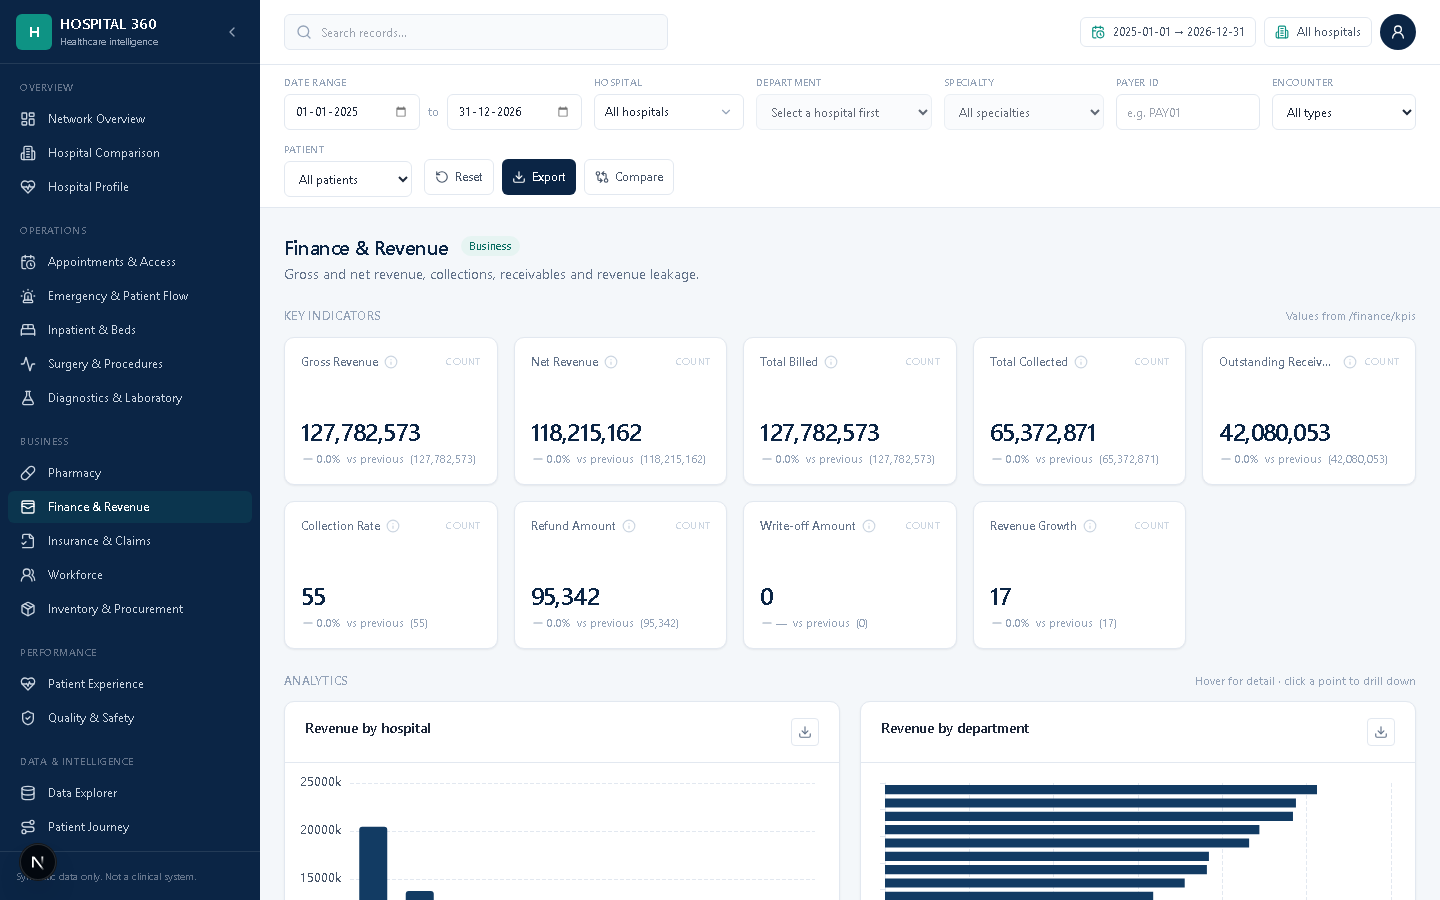 H
HOSPITAL 360
Healthcare intelligence
OVERVIEW
Network Overview
Hospital Comparison
Hospital Profile
OPERATIONS
Appointments & Access
Emergency & Patient Flow
Inpatient & Beds
Surgery & Procedures
Diagnostics & Laboratory
BUSINESS
Pharmacy
Finance & Revenue
Insurance & Claims
Workforce
Inventory & Procurement
PERFORMANCE
Patient Experience
Quality & Safety
DATA & INTELLIGENCE
Data Explorer
Patient Journey
N
data only. Not a clinical system.
Search records...
2025-01-01 → 2026-12-31
All hospitals
DATE RANGE
01-01-2025 to 31-12-2026
HOSPITAL
All hospitals
DEPARTMENT
Select a hospital first
SPECIALTY
All specialties
PAYER ID
e.g. PAY01
ENCOUNTER
All types
PATIENT
All patients
Reset
Export
Compare
Finance & Revenue Business
Gross and net revenue, collections, receivables and revenue leakage.
KEY INDICATORS
Values from /finance/kpis
Gross Revenue COUNT
127,782,573
— 0.0% vs previous (127,782,573)
Net Revenue COUNT
118,215,162
— 0.0% vs previous (118,215,162)
Total Billed COUNT
127,782,573
— 0.0% vs previous (127,782,573)
Total Collected COUNT
65,372,871
— 0.0% vs previous (65,372,871)
Outstanding Receiv... COUNT
42,080,053
— 0.0% vs previous (42,080,053)
Collection Rate COUNT
55
— 0.0% vs previous (55)
Refund Amount COUNT
95,342
— 0.0% vs previous (95,342)
Write-off Amount COUNT
0
— — vs previous (0)
Revenue Growth COUNT
17
— 0.0% vs previous (17)
ANALYTICS
Hover for detail · click a point to drill down
Revenue by hospital
25000k
20000k
15000k
Revenue by department